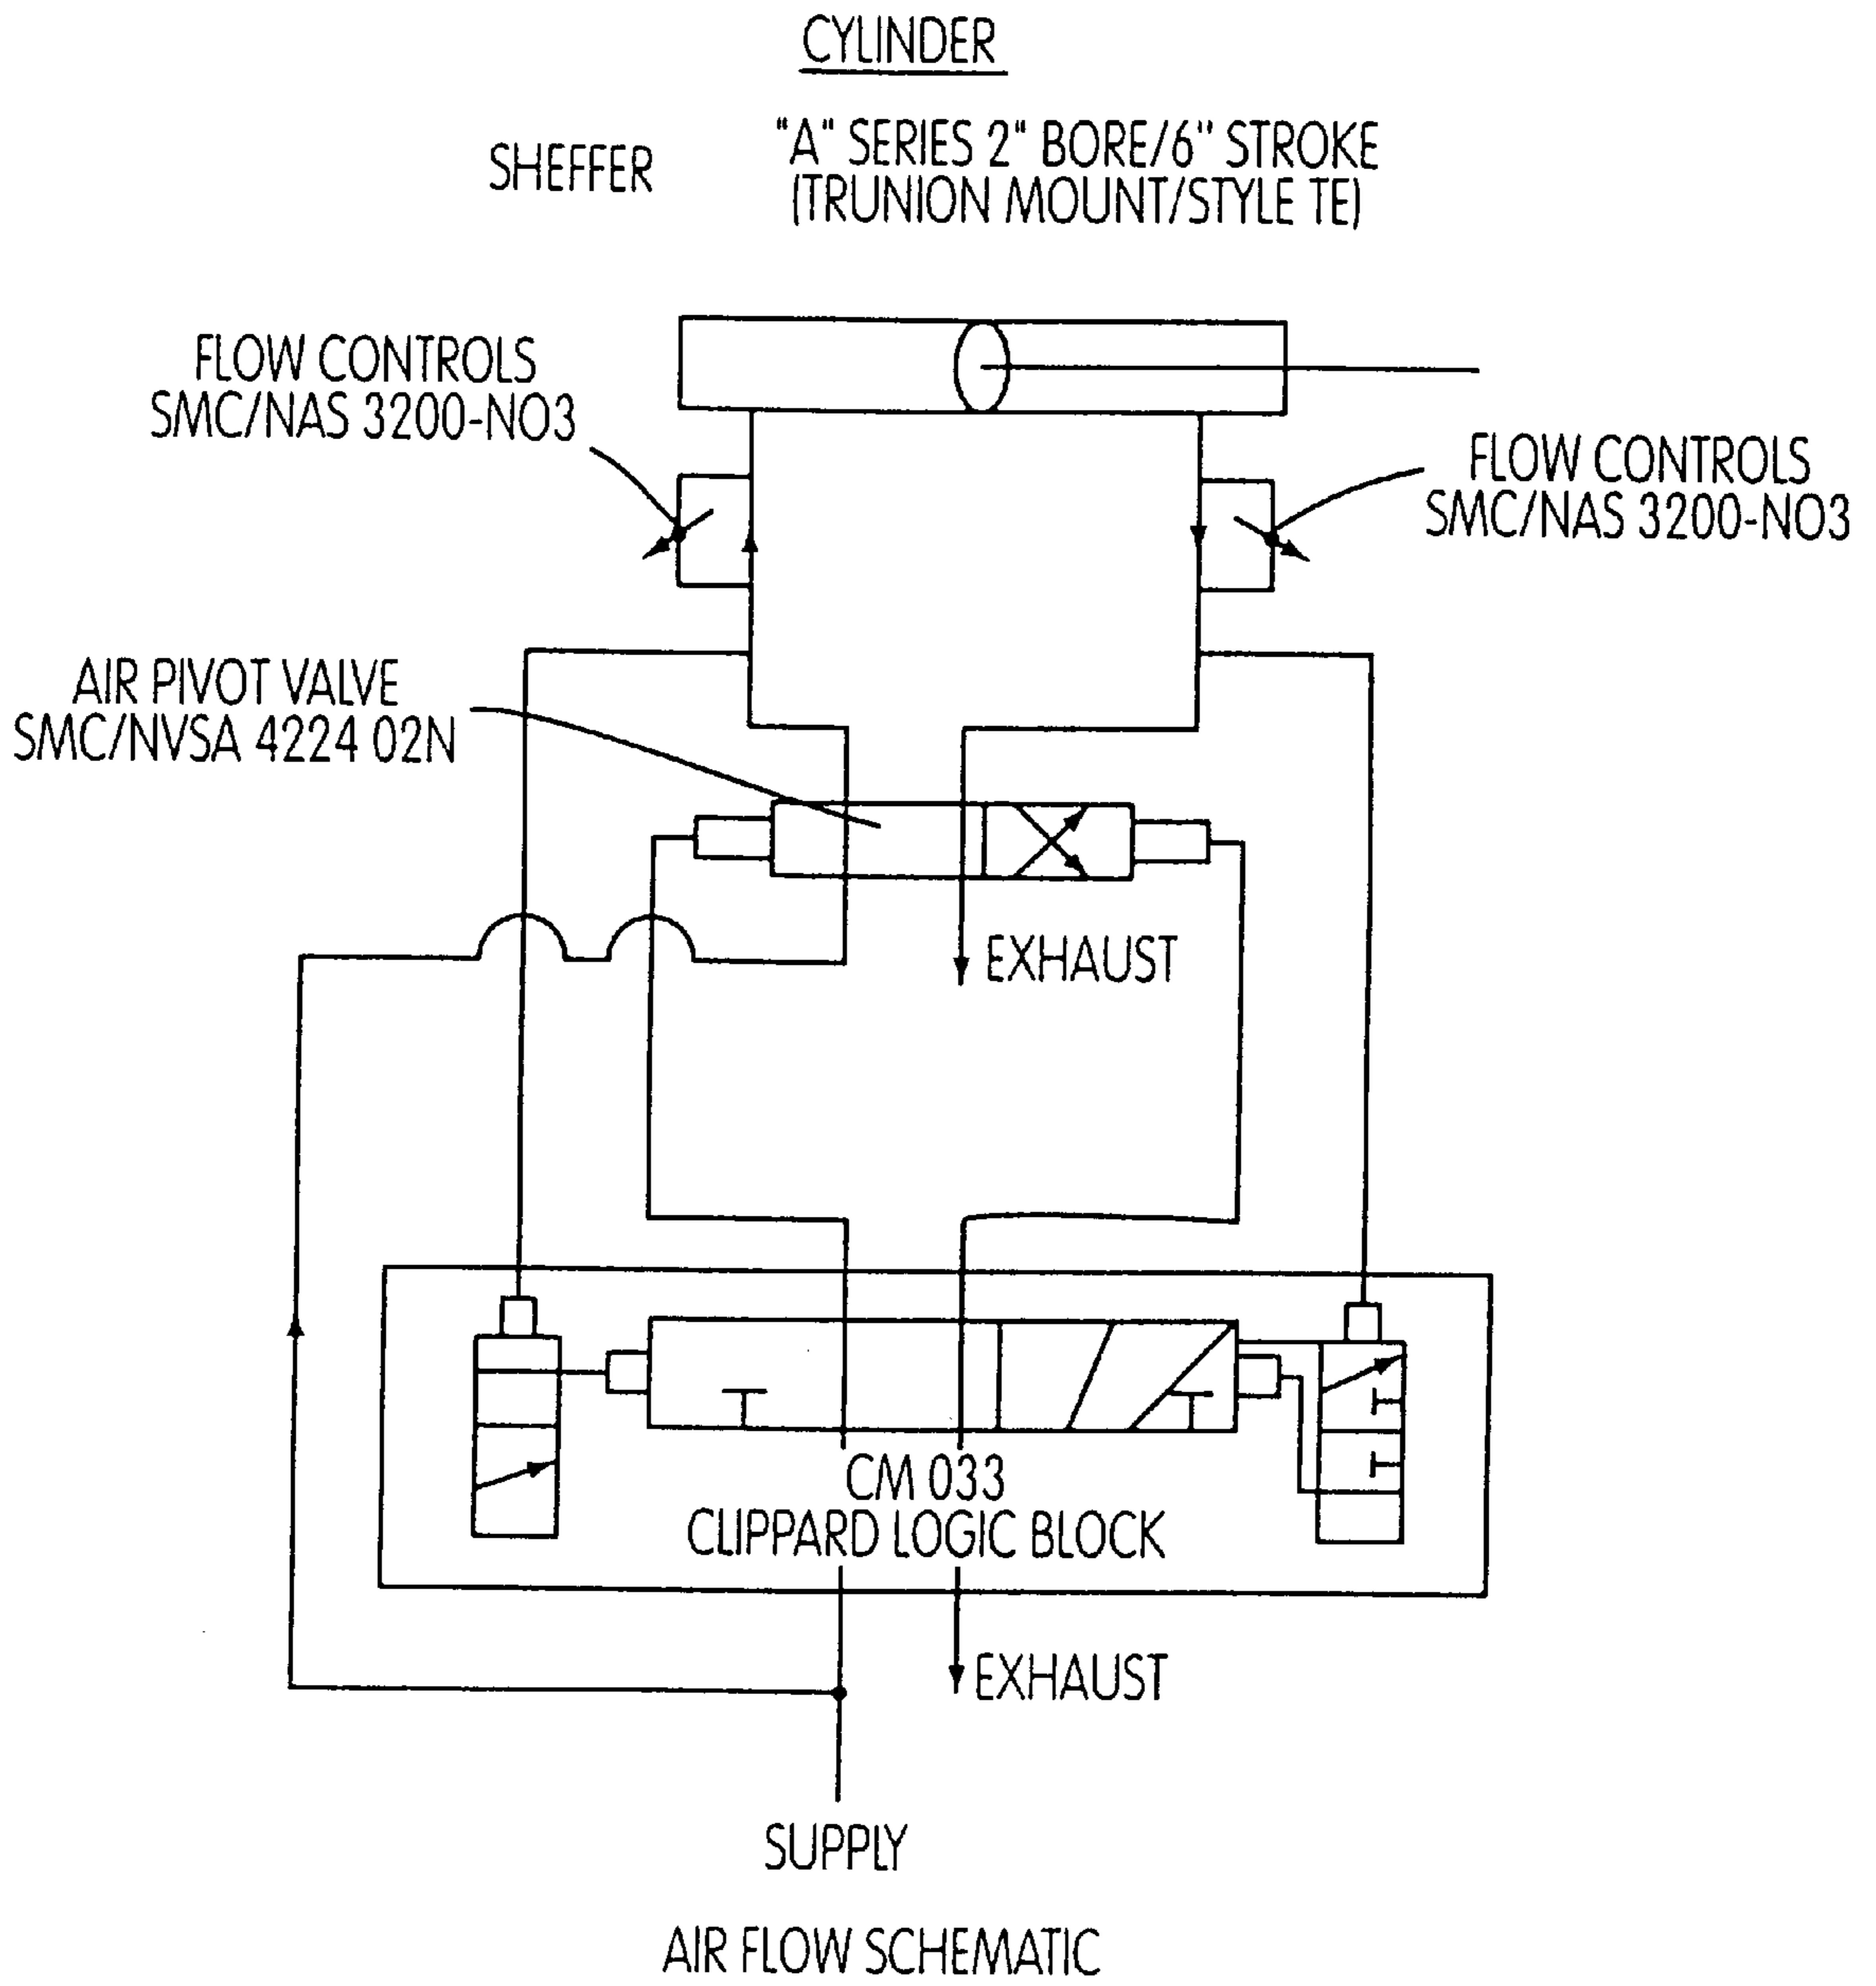 CYLINDER
SHEFFER
"A" SERIES 2" BORE/6" STROKE
(TRUNION MOUNT/STYLE TE)
FLOW CONTROLS
SMC/NAS 3200-NO3
FLOW CONTROLS
SMC/NAS 3200-NO3
AIR PIVOT VALVE
SMC/NVSA 4224 02N
EXHAUST
CM 033
CLIPPARD LOGIC BLOCK
EXHAUST
SUPPLY
AIR FLOW SCHEMATIC